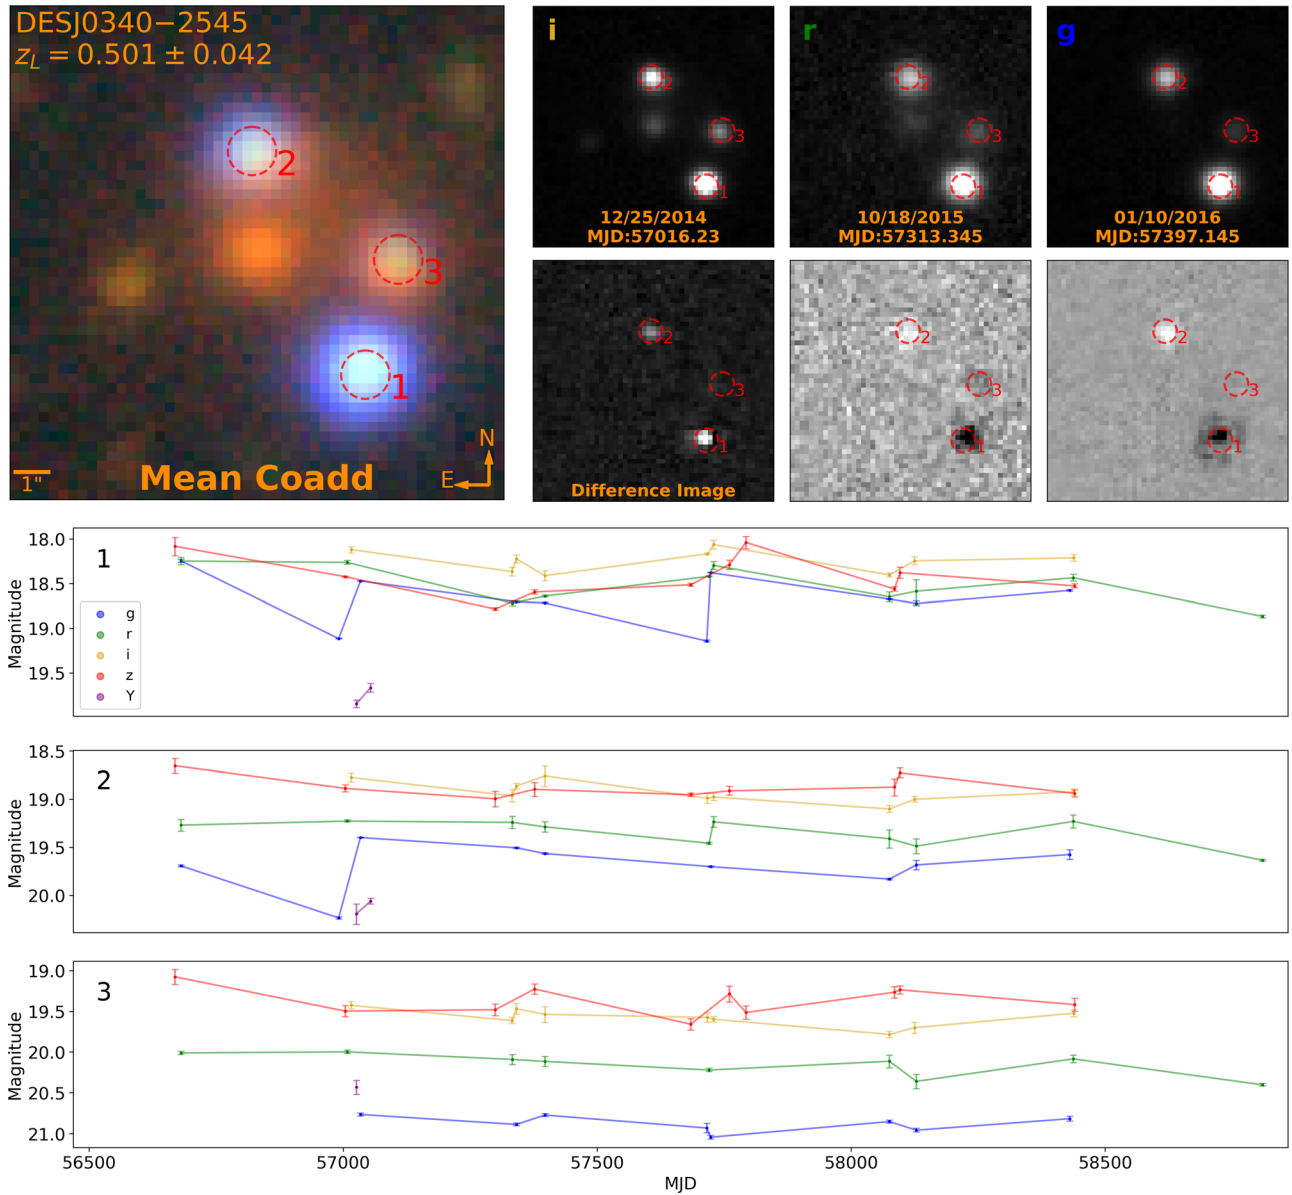 DESJ0340−2545
z_L = 0.501 ± 0.042
2
3
1
N
E
1"
Mean Coadd
i
2
3
1
12/25/2014
MJD:57016.23
r
2
3
1
10/18/2015
MJD:57313.345
g
2
3
1
01/10/2016
MJD:57397.145
2
3
1
Difference Image
2
3
1
2
3
1
1
18.0
18.5
19.0
19.5
Magnitude
g
r
i
z
Y
2
18.5
19.0
19.5
20.0
Magnitude
3
19.0
19.5
20.0
20.5
21.0
Magnitude
56500 57000 57500 58000 58500
MJD